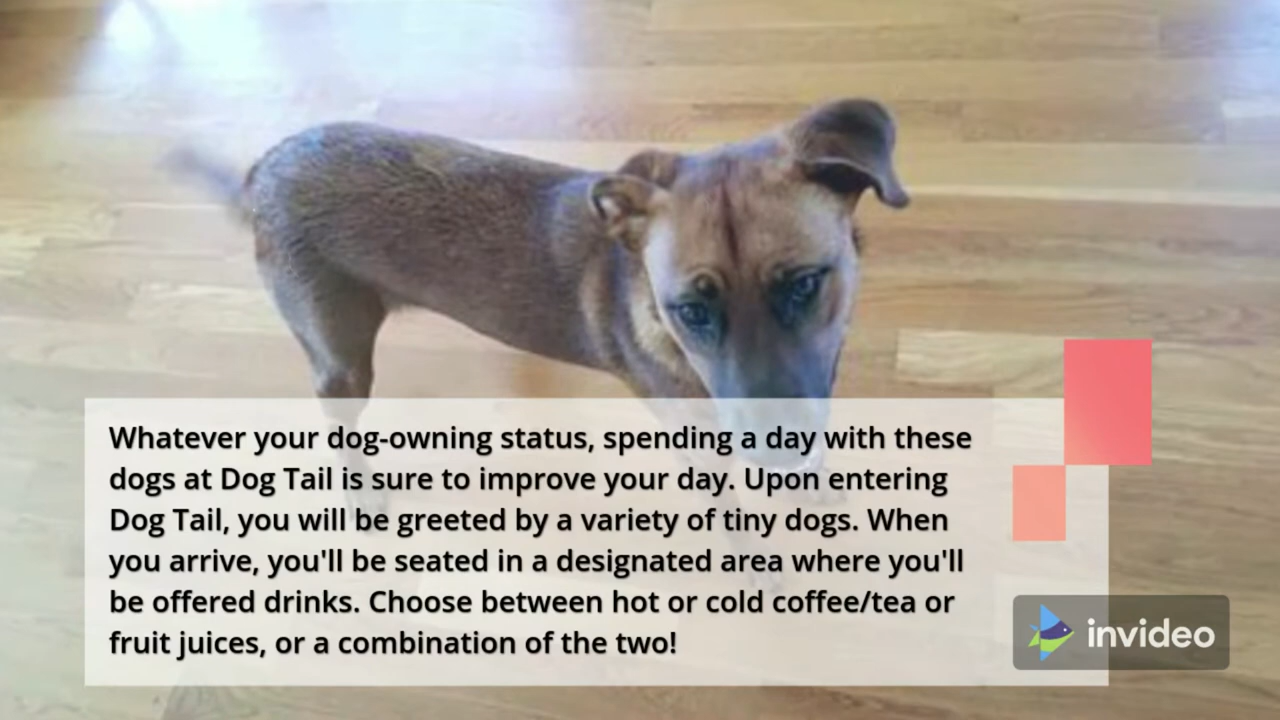 Whatever your dog-owning status, spending a day with these
dogs at Dog Tail is sure to improve your day. Upon entering
Dog Tail, you will be greeted by a variety of tiny dogs. When
you arrive, you'll be seated in a designated area where you'll
be offered drinks. Choose between hot or cold coffee/tea or
fruit juices, or a combination of the two!
invideo